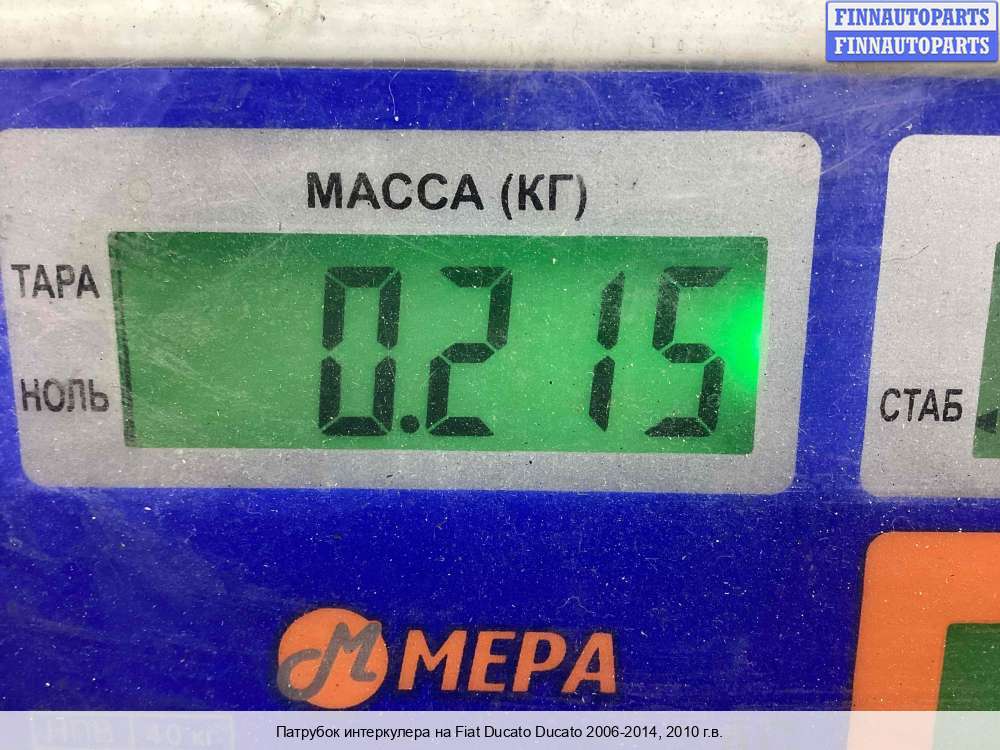 FINNAUTOPARTS
FINNAUTOPARTS
МАССА (КГ)
ТАРА
0.215
НОЛЬ
СТАБ
МЕРА
40 кг
Патрубок интеркулера на Fiat Ducato Ducato 2006-2014, 2010 г.в.